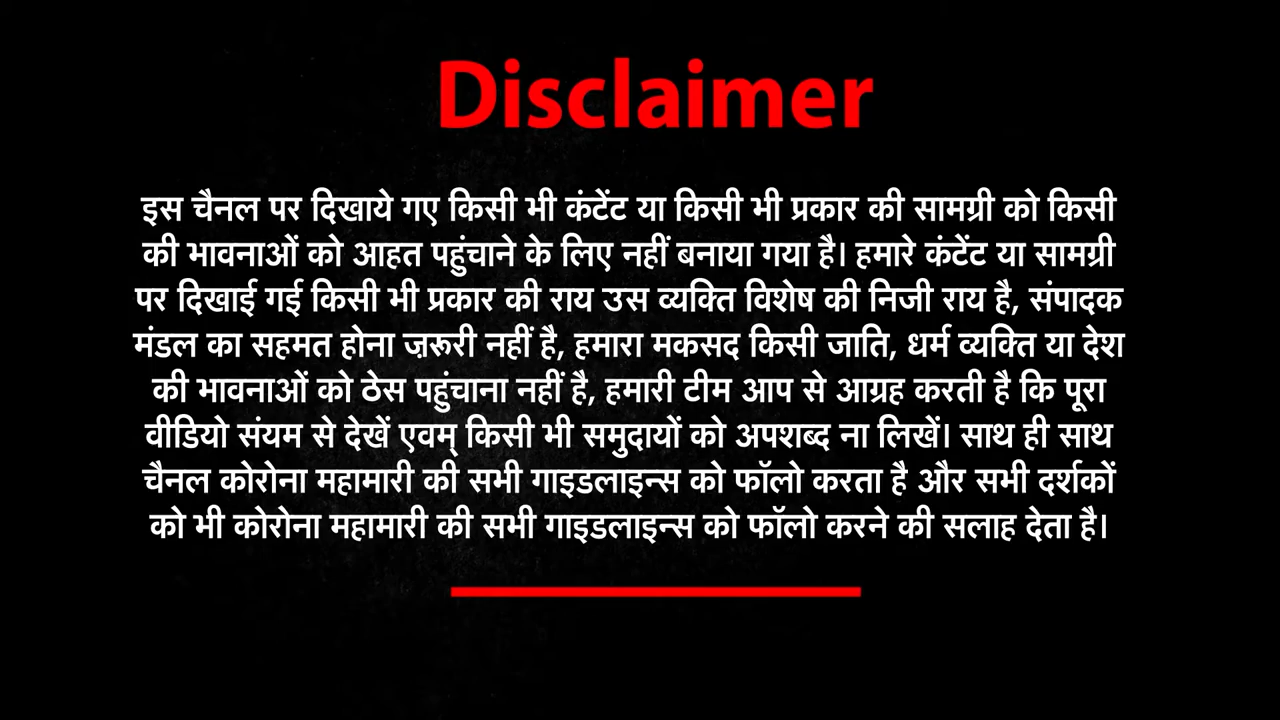 Disclaimer
इस चैनल पर दिखाये गए किसी भी कंटेंट या किसी भी प्रकार की सामग्री को किसी
की भावनाओं को आहत पहुंचाने के लिए नहीं बनाया गया है। हमारे कंटेंट या सामग्री
पर दिखाई गई किसी भी प्रकार की राय उस व्यक्ति विशेष की निजी राय है, संपादक
मंडल का सहमत होना ज़रूरी नहीं है, हमारा मकसद किसी जाति, धर्म व्यक्ति या देश
की भावनाओं को ठेस पहुंचाना नहीं है, हमारी टीम आप से आग्रह करती है कि पूरा
वीडियो संयम से देखें एवम् किसी भी समुदायों को अपशब्द ना लिखें। साथ ही साथ
चैनल कोरोना महामारी की सभी गाइडलाइन्स को फॉलो करता है और सभी दर्शकों
को भी कोरोना महामारी की सभी गाइडलाइन्स को फॉलो करने की सलाह देता है।